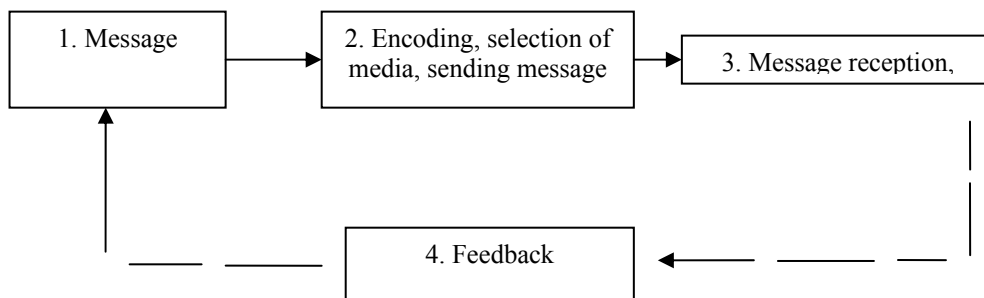 1. Message
2. Encoding, selection of
media, sending message
3. Message reception,
4. Feedback